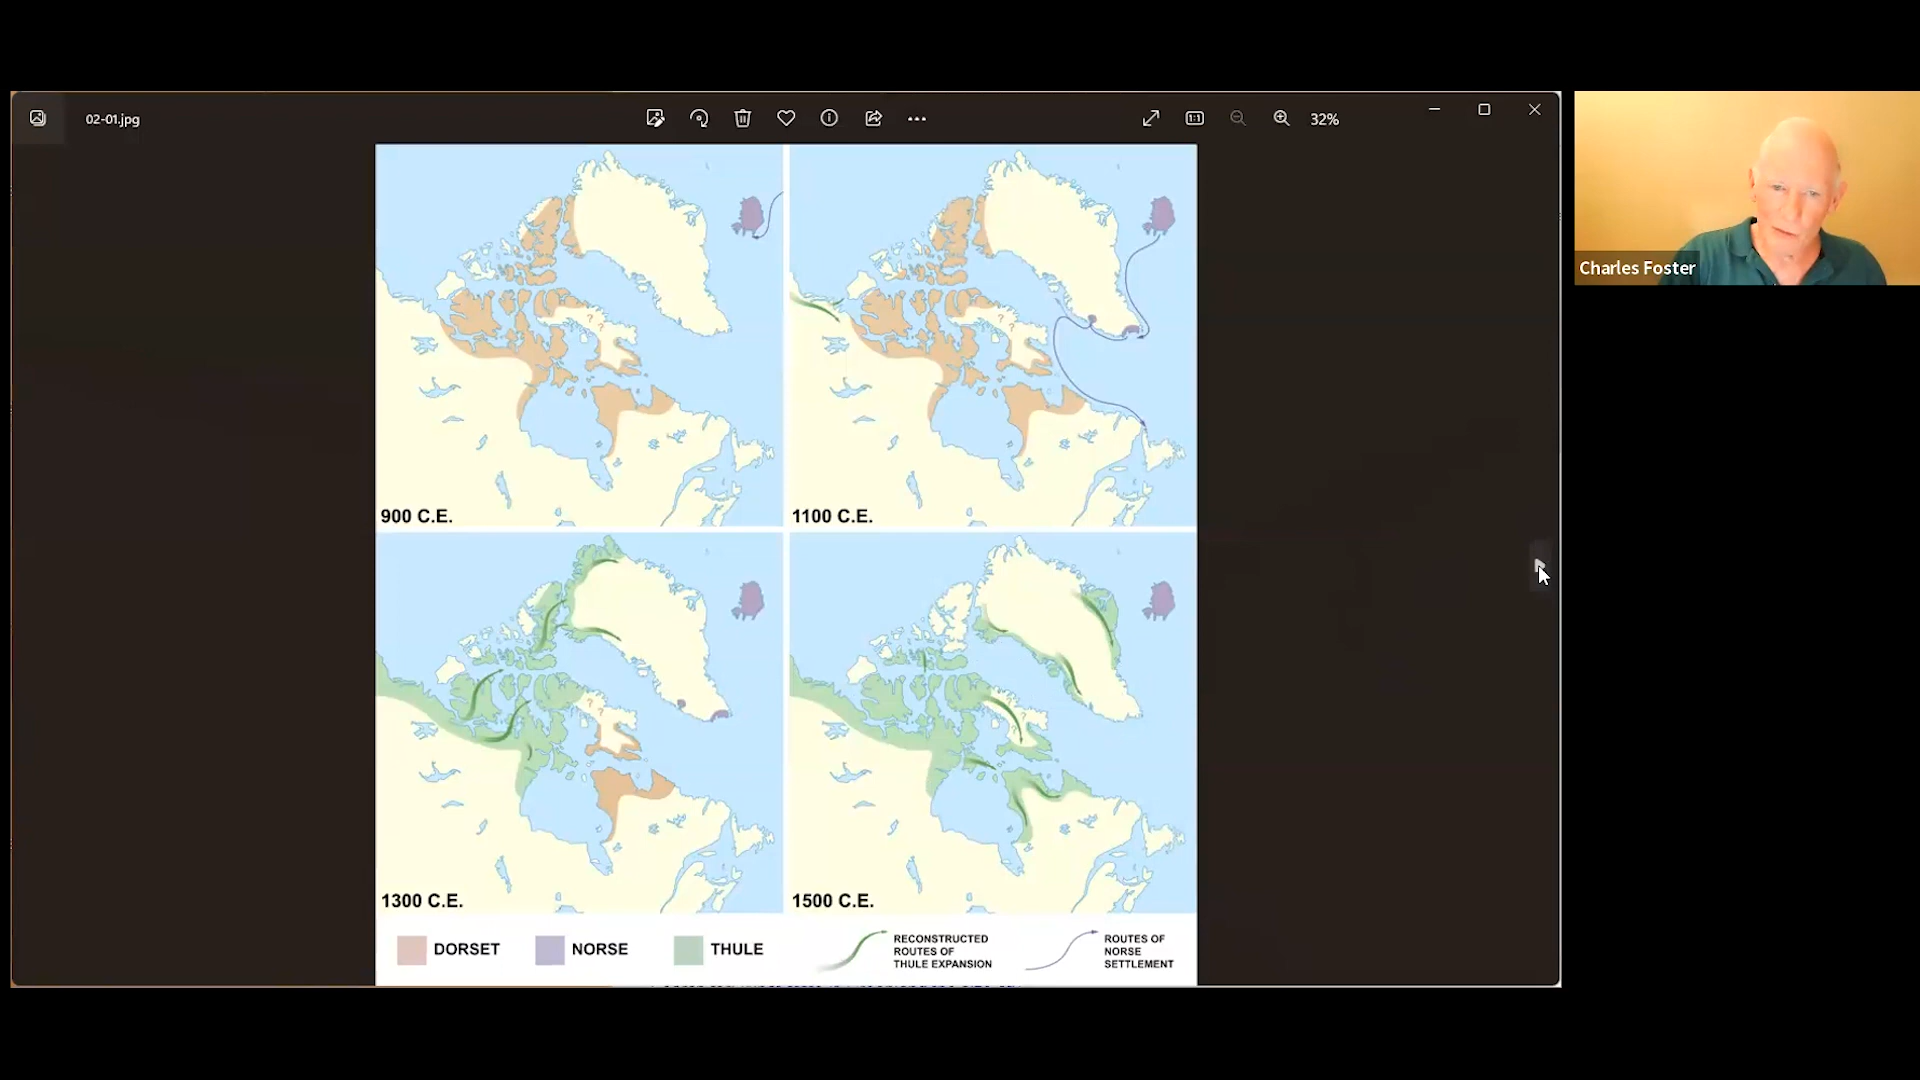 02-01.jpg
32%
Charles Foster
900 C.E.
1100 C.E.
1300 C.E.
1500 C.E.
DORSET
NORSE
THULE
RECONSTRUCTED
ROUTES OF
THULE EXPANSION
ROUTES OF
NORSE
SETTLEMENT